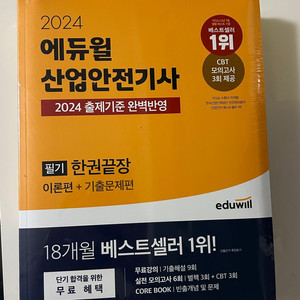 2024
에듀윌
산업안전기사
2024 출제기준 완벽반영
베스트셀러
1위
CBT
모의고사
3회 제공
필기 한권끝장
이론편 + 기출문제편
eduwill
18개월 베스트셀러 1위!
단기 합격을 위한
무료 혜택
무료강의 | 기출해설 9회
실전 모의고사 6회 | 별책 3회 + CBT 3회
CORE BOOK | 빈출개념 및 문제